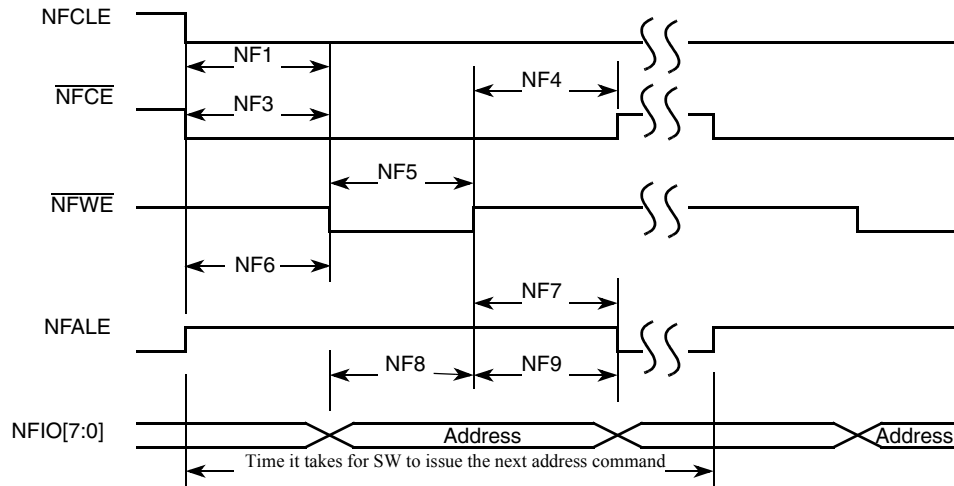 NFCLE
NF1
NF4
NFCE
NF3
NF5
NFWE
NF6
NF7
NFALE
NF8
NF9
NFIO[7:0]
Address
Address
Time it takes for SW to issue the next address command